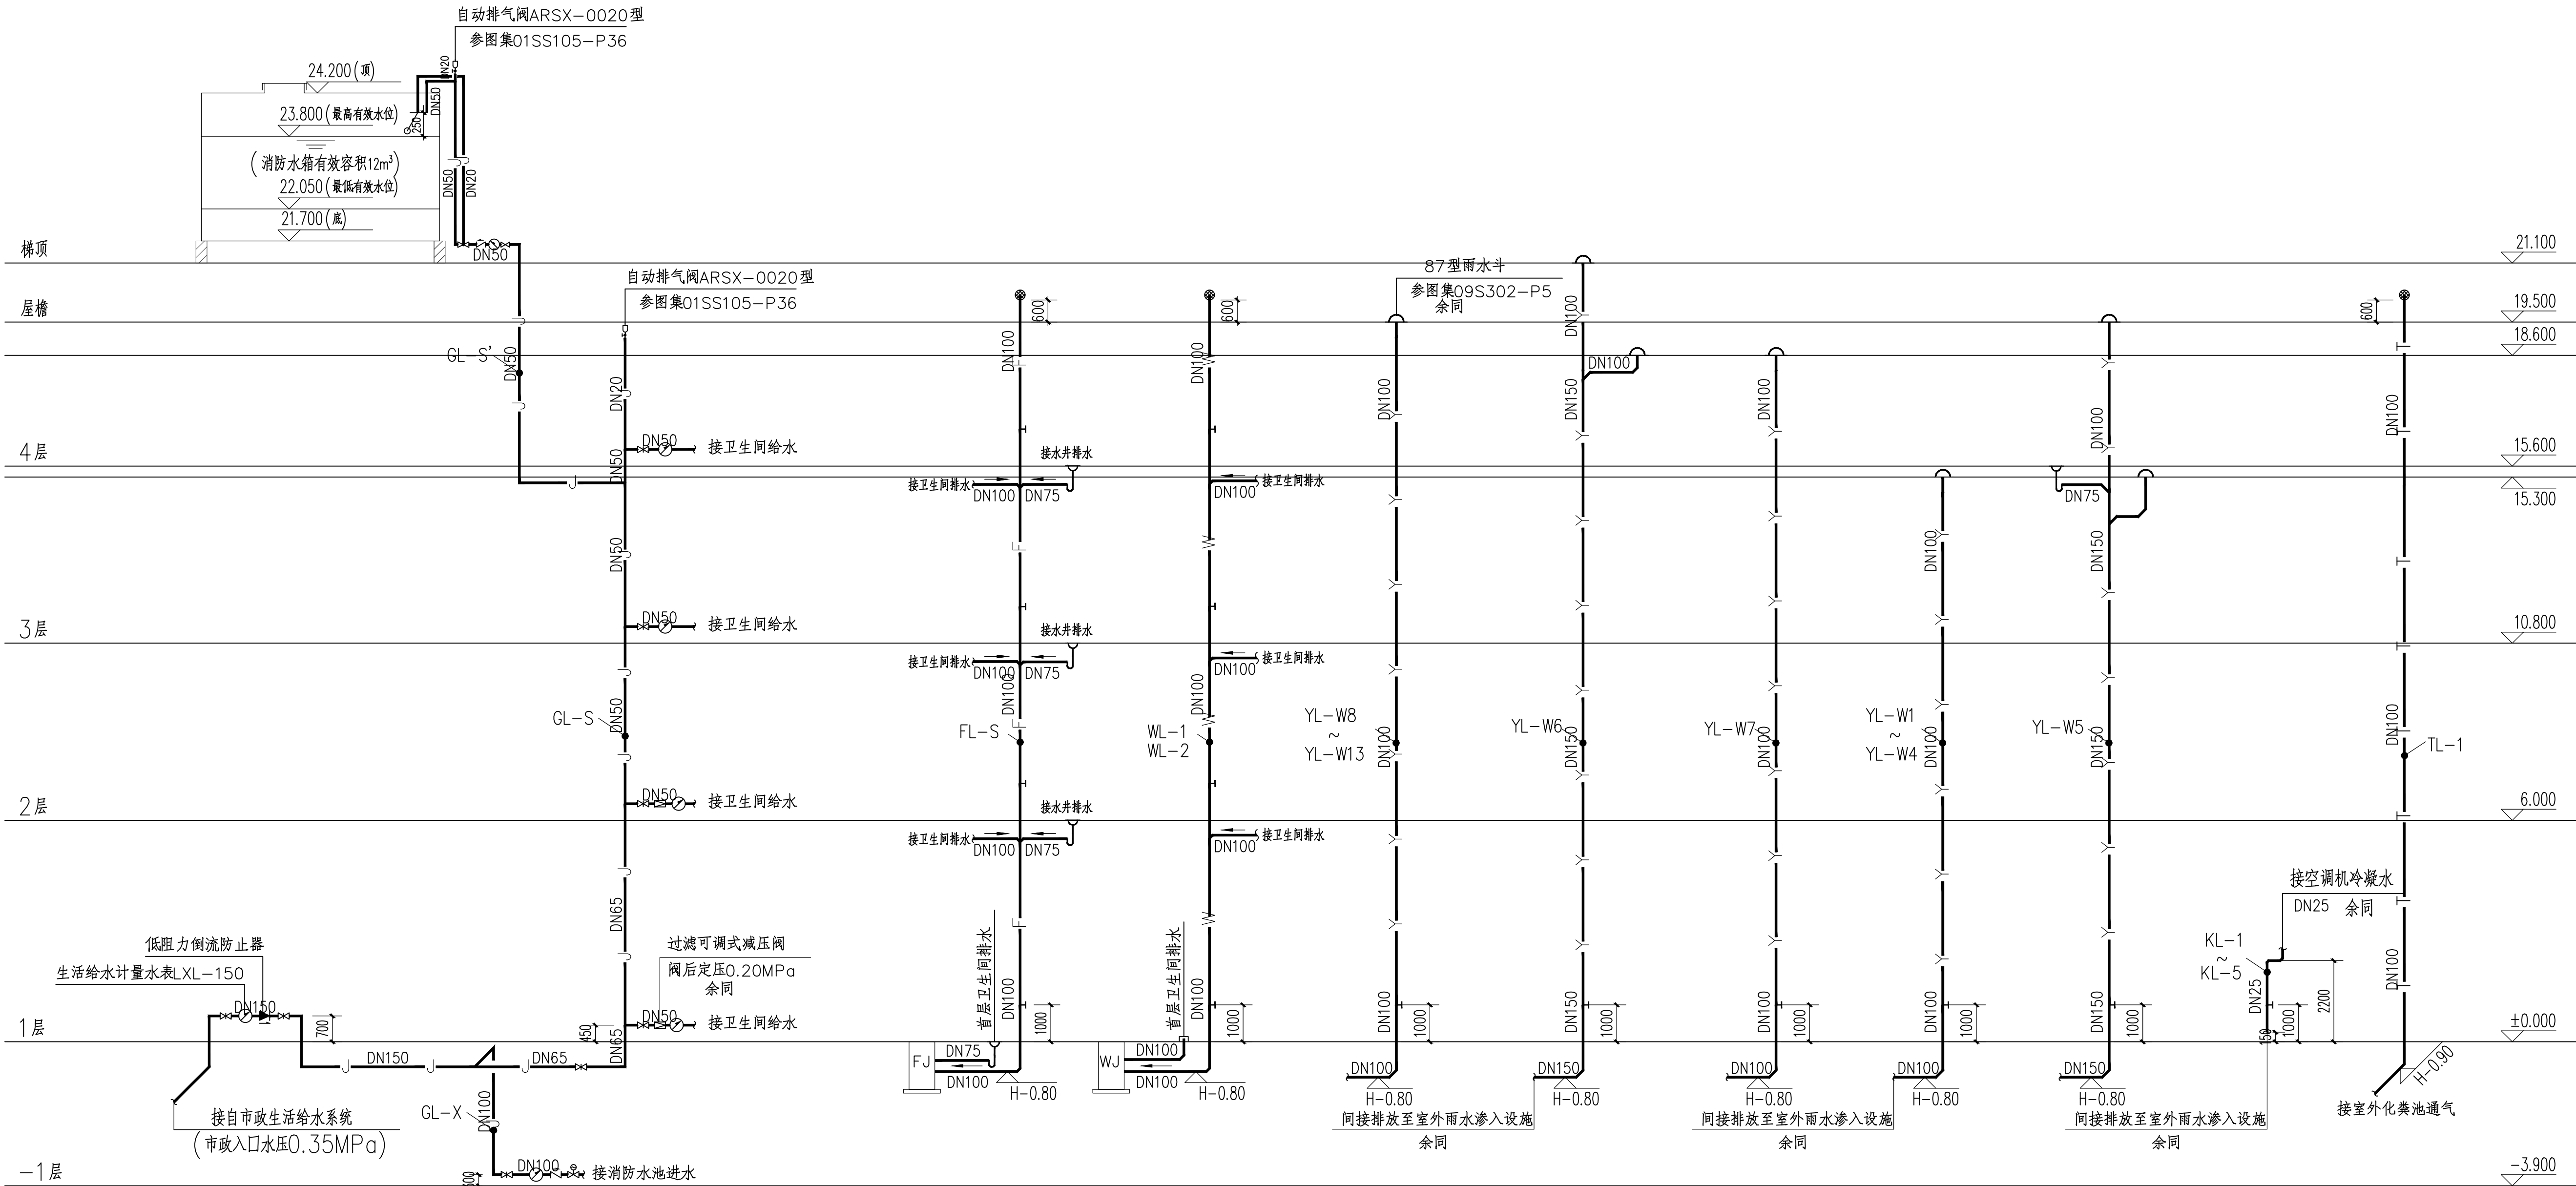 自动排气阀ARSX-0020型
参图集01SS105-P36
24.200(顶)
23.800(最高有效水位)
(消防水箱有效容积12m³)
22.050(最低有效水位)
21.700(底)
DN20
DN50
250
DN50
DN20
DN50
梯顶
21.100
屋檐
19.500
18.600
自动排气阀ARSX-0020型
参图集01SS105-P36
87型雨水斗
参图集09S302-P5
余同
600
600
600
GL-S'
DN50
J
J
J
J
DN20
J
DN100
F
DN100
W
DN100
DN100
DN100
DN150
DN100
DN100
DN100
4层
15.600
15.300
DN50
接卫生间给水
DN50
J
接水井排水
接卫生间排水
DN100
DN75
接卫生间排水
DN100
DN75
DN50
J
F
W
DN100
DN150
3层
10.800
DN50
接卫生间给水
J
接水井排水
接卫生间排水
DN100
DN75
接卫生间排水
DN100
GL-S
DN50
J
DN100
F
FL-S
DN100
W
WL-1
WL-2
YL-W8
~
YL-W13
DN100
YL-W6
DN150
YL-W7
DN100
YL-W1
~
YL-W4
DN100
YL-W5
DN150
DN100
TL-1
2层
6.000
DN50
接卫生间给水
接水井排水
接卫生间排水
DN100
DN75
接卫生间排水
DN100
J
DN65
J
F
W
接空调机冷凝水
DN25
余同
KL-1
~
KL-5
DN25
2200
1000
150
DN100
低阻力倒流防止器
生活给水计量水表LXL-150
DN150
700
过滤可调式减压阀
阀后定压0.20MPa
余同
首层卫生间排水
DN100
1000
首层卫生间排水
DN100
1000
DN100
1000
DN150
1000
DN100
1000
DN100
1000
DN150
1000
1层
±0.000
DN50
接卫生间给水
450
DN65
DN150
J
J
J
DN65
FJ
DN75
DN100
H-0.80
WJ
DN100
DN100
H-0.80
DN100
H-0.80
DN150
H-0.80
DN100
H-0.80
DN100
H-0.80
DN150
H-0.80
H-0.90
接自市政生活给水系统
(市政入口水压0.35MPa)
GL-X
DN100
J
间接排放至室外雨水渗入设施
余同
间接排放至室外雨水渗入设施
余同
间接排放至室外雨水渗入设施
余同
接室外化粪池通气
-1层
-3.900
DN100
接消防水池进水